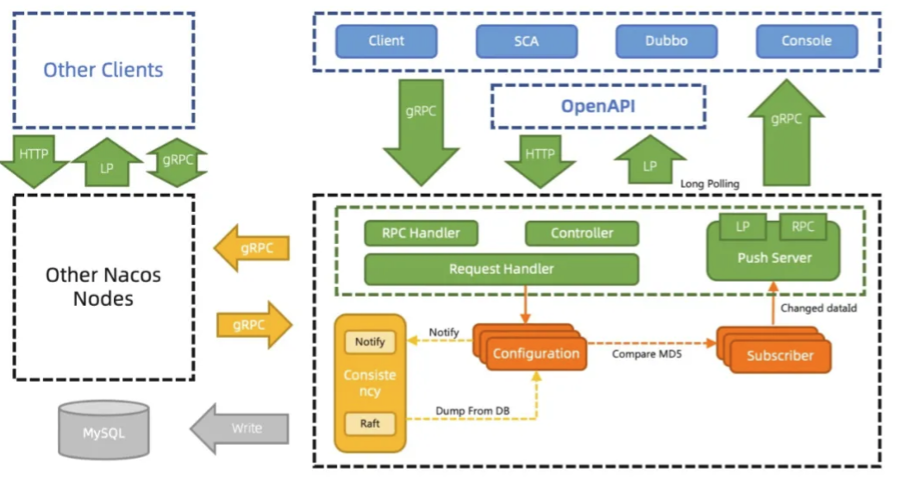 Other Clients
Client
SCA
Dubbo
Console
OpenAPI
gRPC
HTTP
LP
gRPC
HTTP
LP
gRPC
Long Polling
Other Nacos
Nodes
gRPC
gRPC
RPC Handler
Controller
Request Handler
LP
RPC
Push Server
Changed dataId
Notify
Consiste
ncy
Raft
Notify
Configuration
Compare MD5
Subscriber
Dump From DB
MySQL
Write